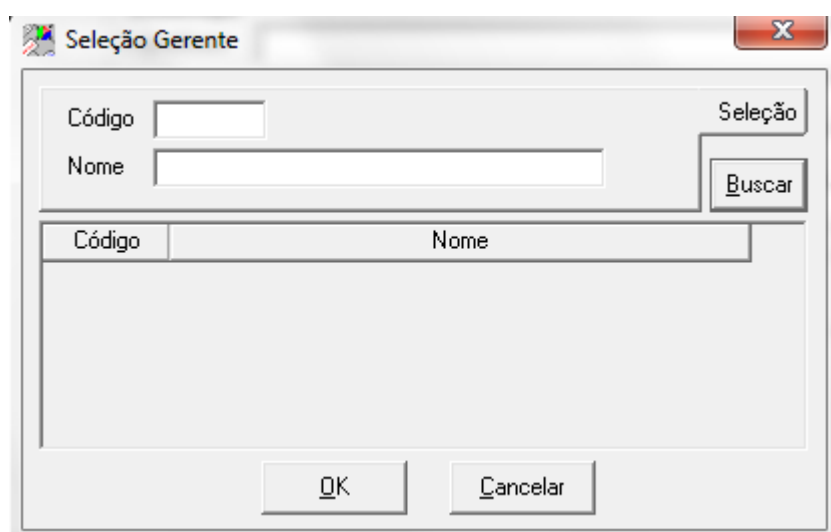 Seleção Gerente
Código
Seleção
Nome
Buscar
Código Nome
OK Cancelar